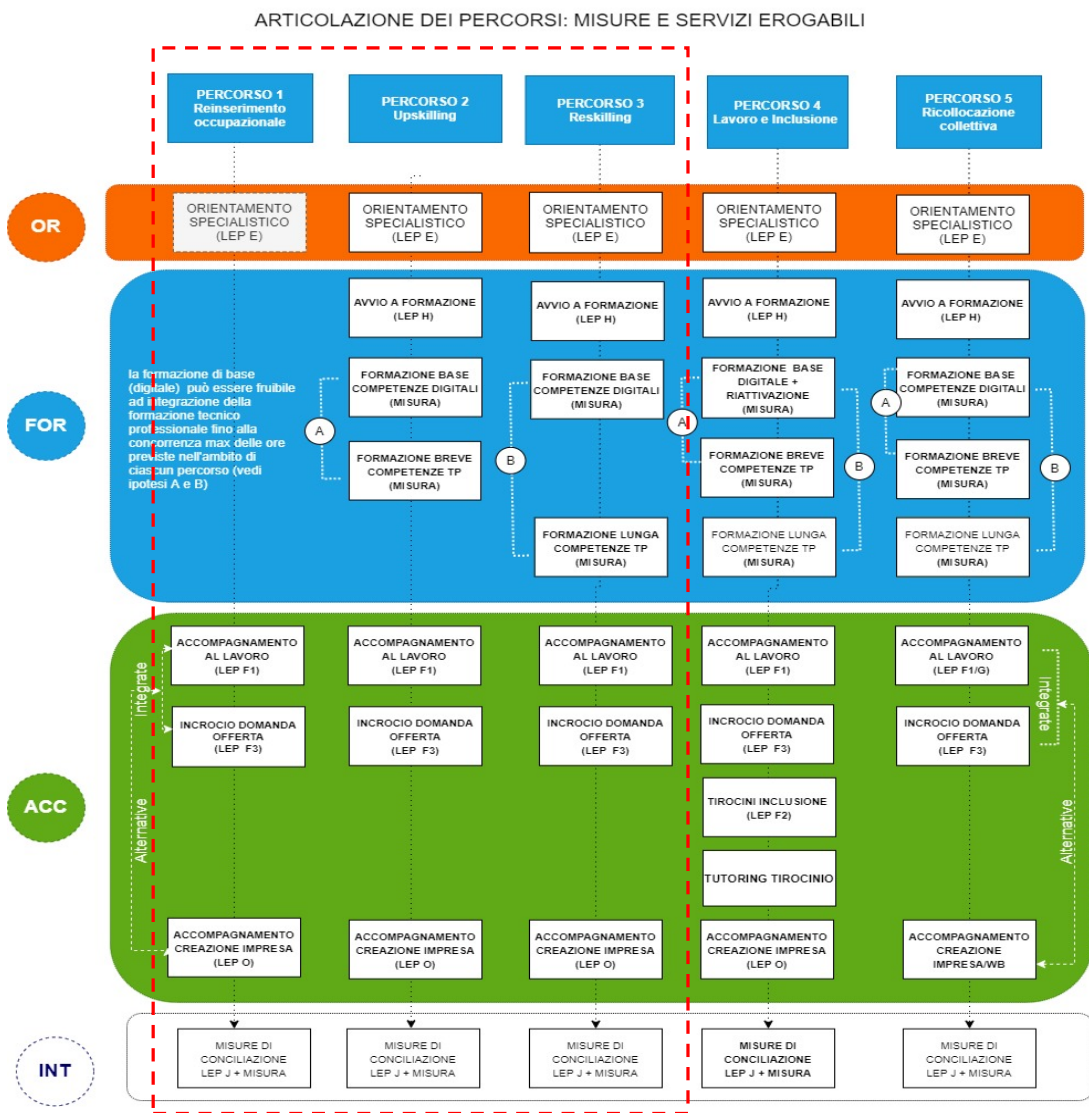 ARTICOLAZIONE DEI PERCORSI: MISURE E SERVIZI EROGABILI
PERCORSO 1
Reinserimento
occupazionale
PERCORSO 2
Upskilling
PERCORSO 3
Reskilling
PERCORSO 4
Lavoro e Inclusione
PERCORSO 5
Ricollocazione
collettiva
OR
ORIENTAMENTO
SPECIALISTICO
(LEP E)
ORIENTAMENTO
SPECIALISTICO
(LEP E)
ORIENTAMENTO
SPECIALISTICO
(LEP E)
ORIENTAMENTO
SPECIALISTICO
(LEP E)
ORIENTAMENTO
SPECIALISTICO
(LEP E)
FOR
la formazione di base
(digitale) può essere fruibile
ad integrazione della
formazione tecnico
professionale fino alla
concorrenza max delle ore
previste nell'ambito di
ciascun percorso (vedi
ipotesi A e B)
AVVIO A FORMAZIONE
(LEP H)
AVVIO A FORMAZIONE
(LEP H)
AVVIO A FORMAZIONE
(LEP H)
AVVIO A FORMAZIONE
(LEP H)
FORMAZIONE BASE
COMPETENZE DIGITALI
(MISURA)
FORMAZIONE BASE
COMPETENZE DIGITALI
(MISURA)
FORMAZIONE BASE
DIGITALE +
RIATTIVAZIONE
(MISURA)
FORMAZIONE BASE
COMPETENZE DIGITALI
(MISURA)
A
B
A
B
A
B
FORMAZIONE BREVE
COMPETENZE TP
(MISURA)
FORMAZIONE BREVE
COMPETENZE TP
(MISURA)
FORMAZIONE BREVE
COMPETENZE TP
(MISURA)
FORMAZIONE LUNGA
COMPETENZE TP
(MISURA)
FORMAZIONE LUNGA
COMPETENZE TP
(MISURA)
FORMAZIONE LUNGA
COMPETENZE TP
(MISURA)
ACC
Integrate
Alternative
ACCOMPAGNAMENTO
AL LAVORO
(LEP F1)
ACCOMPAGNAMENTO
AL LAVORO
(LEP F1)
ACCOMPAGNAMENTO
AL LAVORO
(LEP F1)
ACCOMPAGNAMENTO
AL LAVORO
(LEP F1)
ACCOMPAGNAMENTO
AL LAVORO
(LEP F1/G)
INCROCIO DOMANDA
OFFERTA
(LEP F3)
INCROCIO DOMANDA
OFFERTA
(LEP F3)
INCROCIO DOMANDA
OFFERTA
(LEP F3)
INCROCIO DOMANDA
OFFERTA
(LEP F3)
INCROCIO DOMANDA
OFFERTA
(LEP F3)
Integrate
Alternative
TIROCINI INCLUSIONE
(LEP F2)
TUTORING TIROCINIO
ACCOMPAGNAMENTO
CREAZIONE IMPRESA
(LEP O)
ACCOMPAGNAMENTO
CREAZIONE IMPRESA
(LEP O)
ACCOMPAGNAMENTO
CREAZIONE IMPRESA
(LEP O)
ACCOMPAGNAMENTO
CREAZIONE IMPRESA
(LEP O)
ACCOMPAGNAMENTO
CREAZIONE
IMPRESA/WB
INT
MISURE DI
CONCILIAZIONE
LEP J + MISURA
MISURE DI
CONCILIAZIONE
LEP J + MISURA
MISURE DI
CONCILIAZIONE
LEP J + MISURA
MISURE DI
CONCILIAZIONE
LEP J + MISURA
MISURE DI
CONCILIAZIONE
LEP J + MISURA